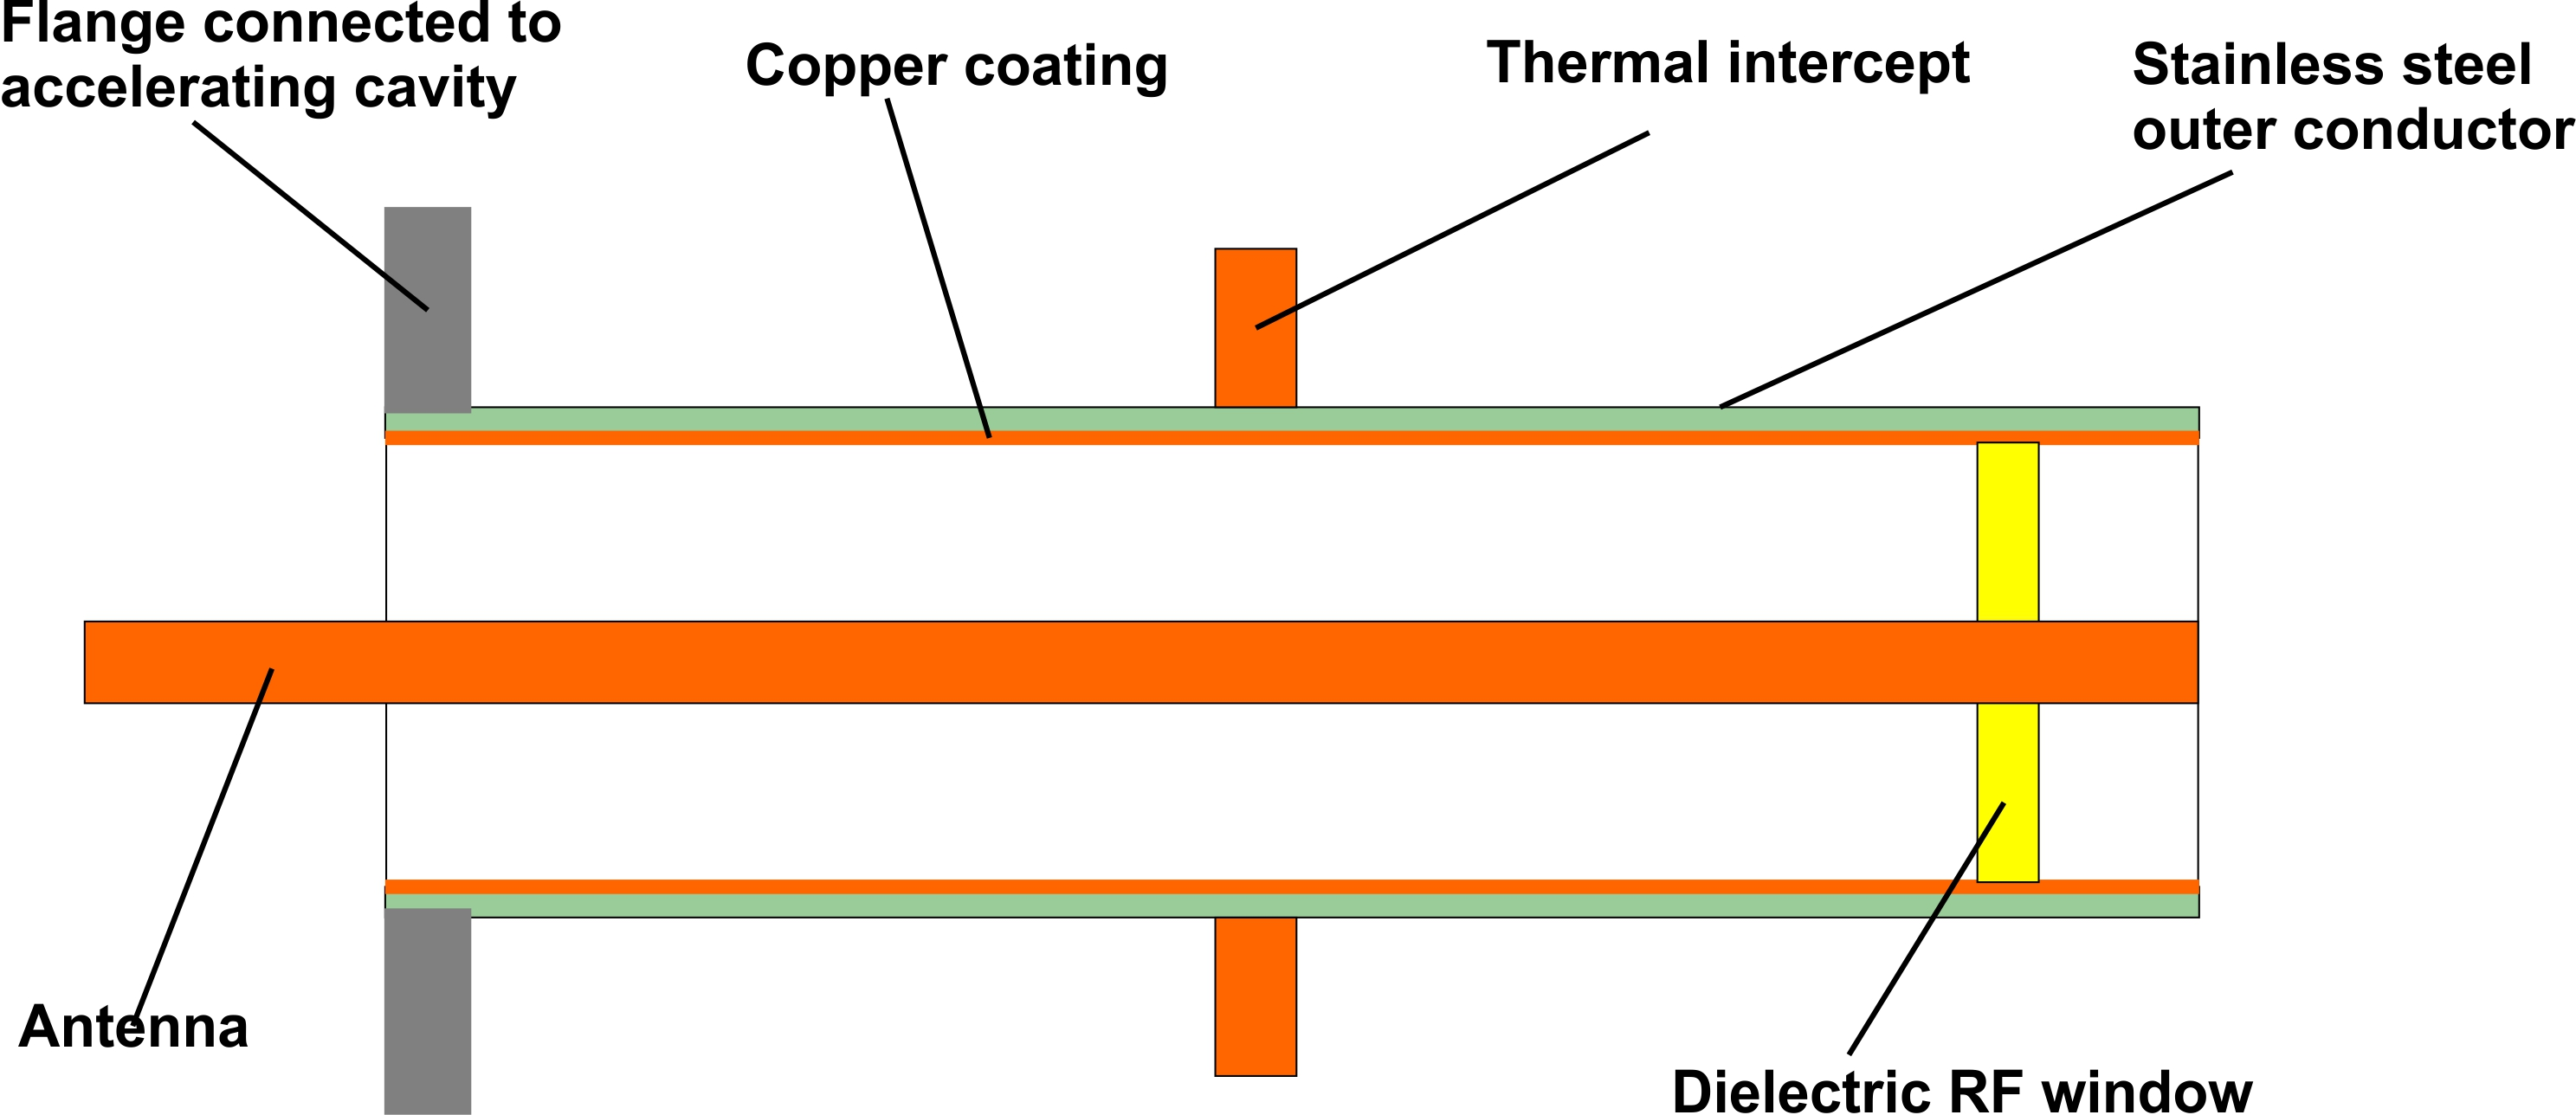 Flange connected to
accelerating cavity
Copper coating
Thermal intercept
Stainless steel
outer conductor
Antenna
Dielectric RF window